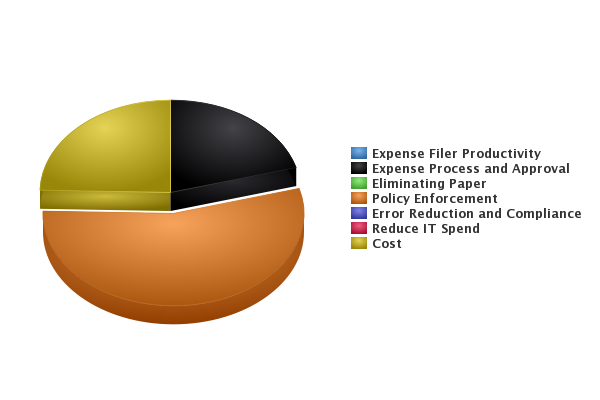 Expense Filer Productivity
Expense Process and Approval
Eliminating Paper
Policy Enforcement
Error Reduction and Compliance
Reduce IT Spend
Cost